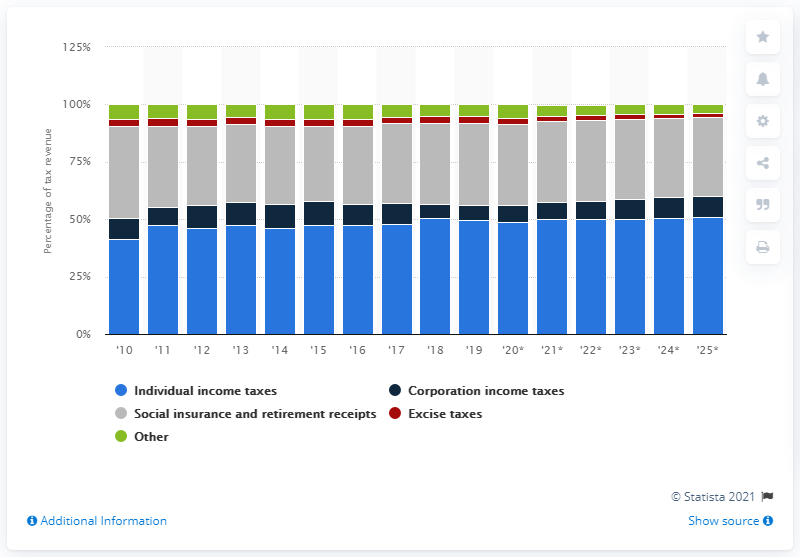 125%
100%
75%
50%
25%
0%
Percentage of tax revenue
'10 '11 '12 '13 '14 '15 '16 '17 '18 '19 '20* '21* '22* '23* '24* '25*
Individual income taxes Corporation income taxes
Social insurance and retirement receipts Excise taxes
Other
© Statista 2021
Additional Information Show source